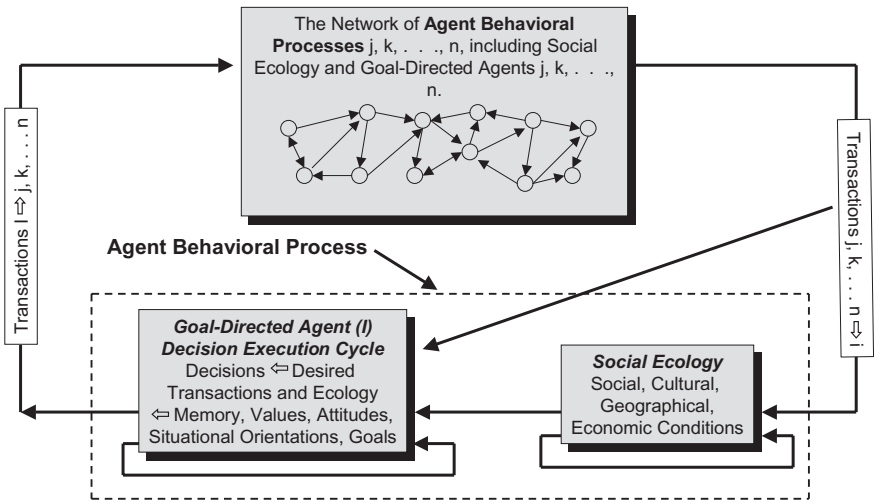 The Network of Agent Behavioral
Processes j, k, . . ., n, including Social
Ecology and Goal-Directed Agents j, k, . . .,
n.
Transactions I ⇨ j, k, . . . n
Transactions j, k, . . . n ⇨ i
Agent Behavioral Process
Goal-Directed Agent (I)
Decision Execution Cycle
Decisions ⇦ Desired
Transactions and Ecology
⇦ Memory, Values, Attitudes,
Situational Orientations, Goals
Social Ecology
Social, Cultural,
Geographical,
Economic Conditions